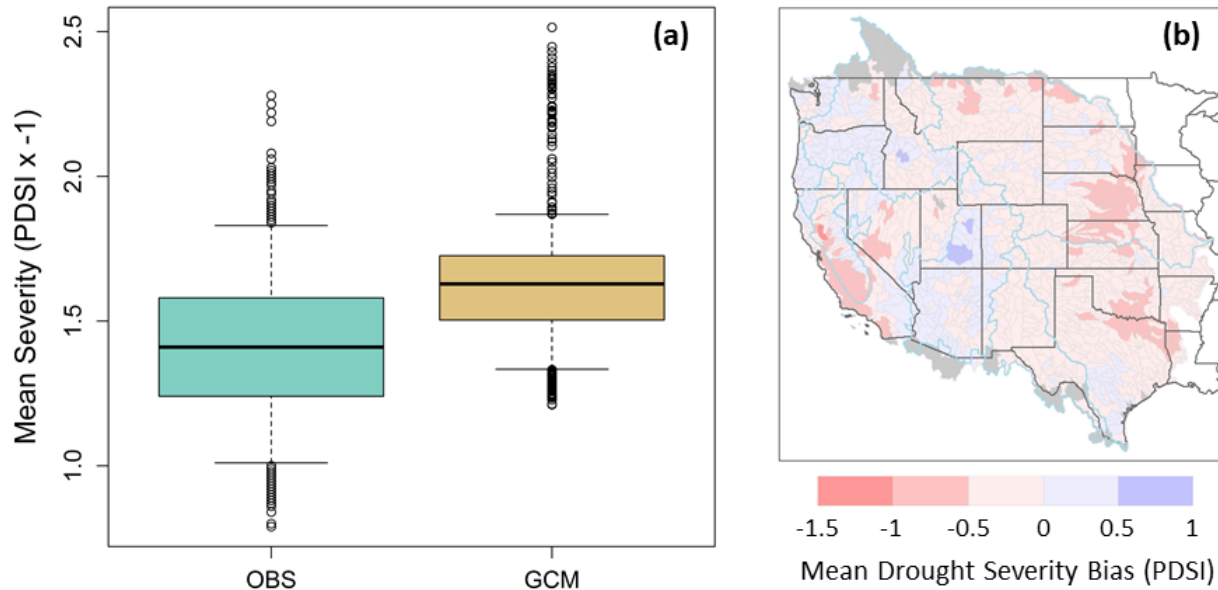 (a)
Mean Severity (PDSI x -1)
2.5
2.0
1.5
1.0
OBS GCM
(b)
-1.5 -1 -0.5 0 0.5 1
Mean Drought Severity Bias (PDSI)